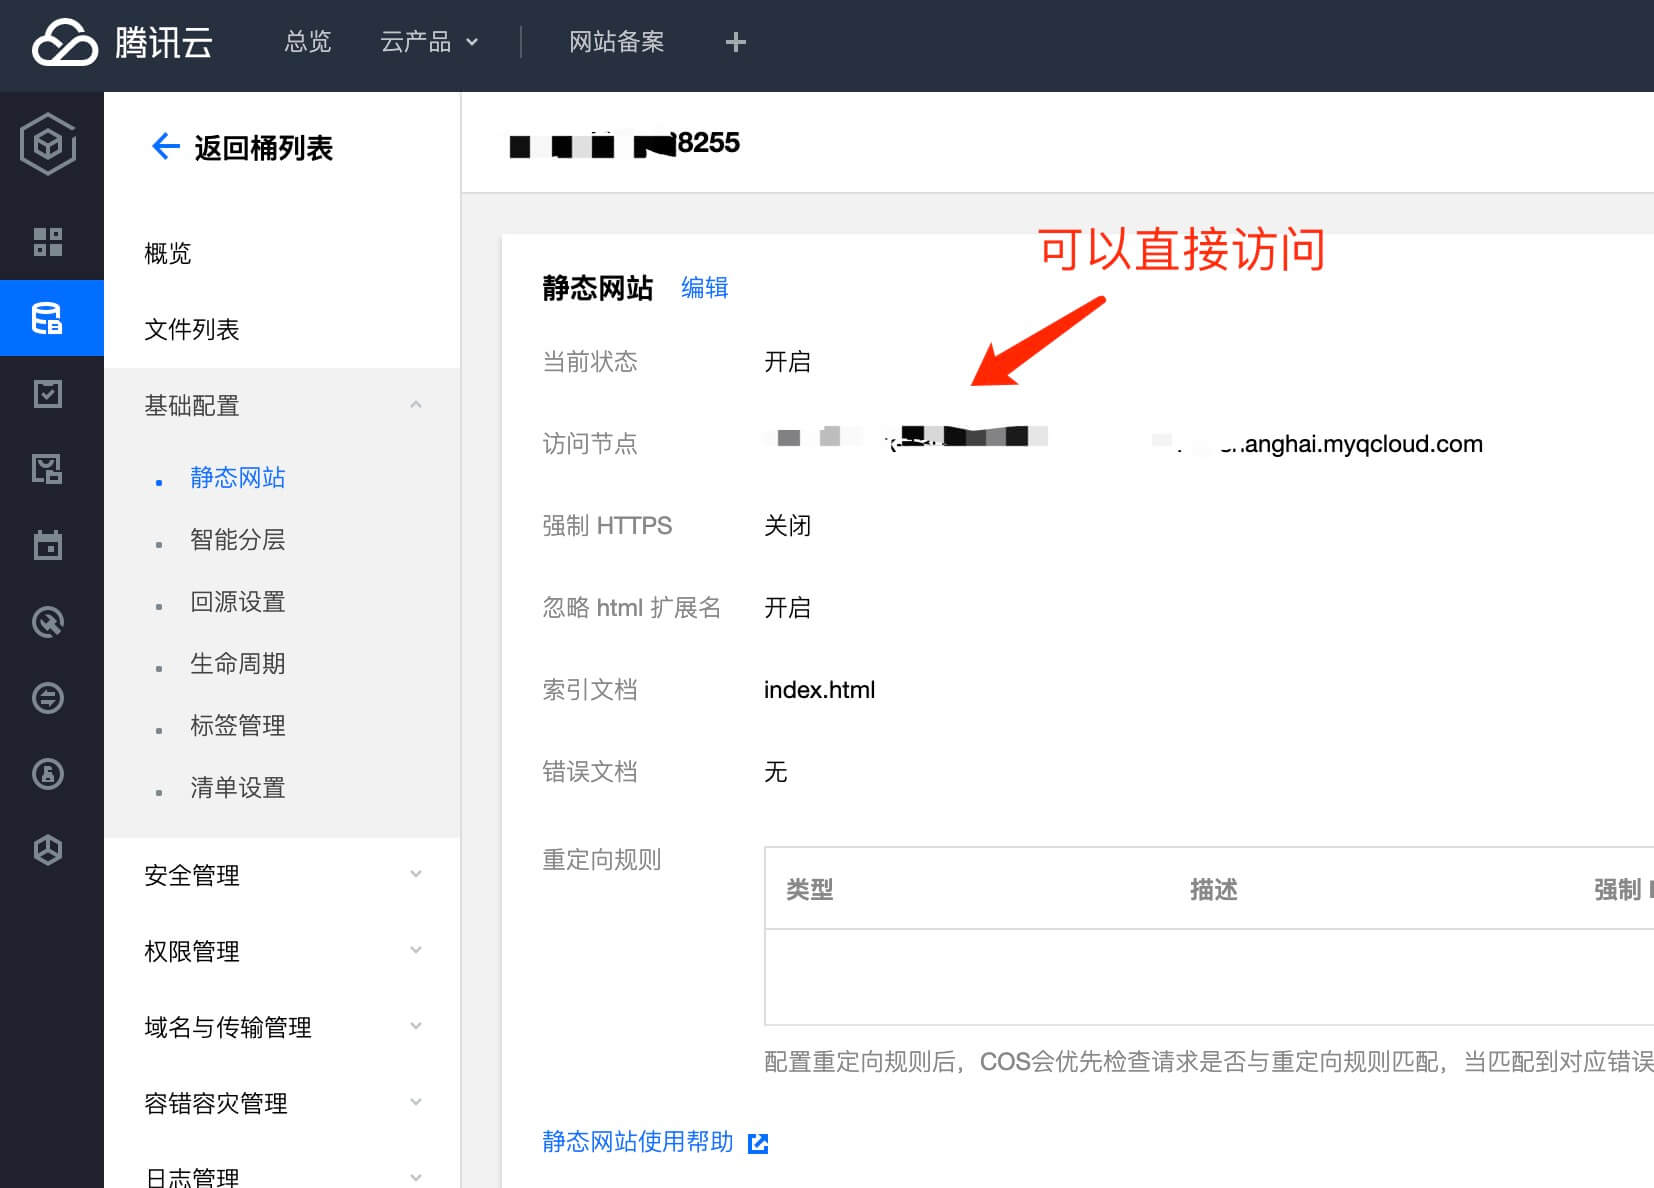 腾讯云
总览
云产品
网站备案
返回桶列表
8255
概览
文件列表
基础配置
静态网站
智能分层
回源设置
生命周期
标签管理
清单设置
安全管理
权限管理
域名与传输管理
容错容灾管理
日志管理
可以直接访问
静态网站 编辑
当前状态 开启
访问节点 anghai.myqcloud.com
强制 HTTPS 关闭
忽略 html 扩展名 开启
索引文档 index.html
错误文档 无
重定向规则
类型 描述 强制
配置重定向规则后，COS会优先检查请求是否与重定向规则匹配，当匹配到对应错误
静态网站使用帮助